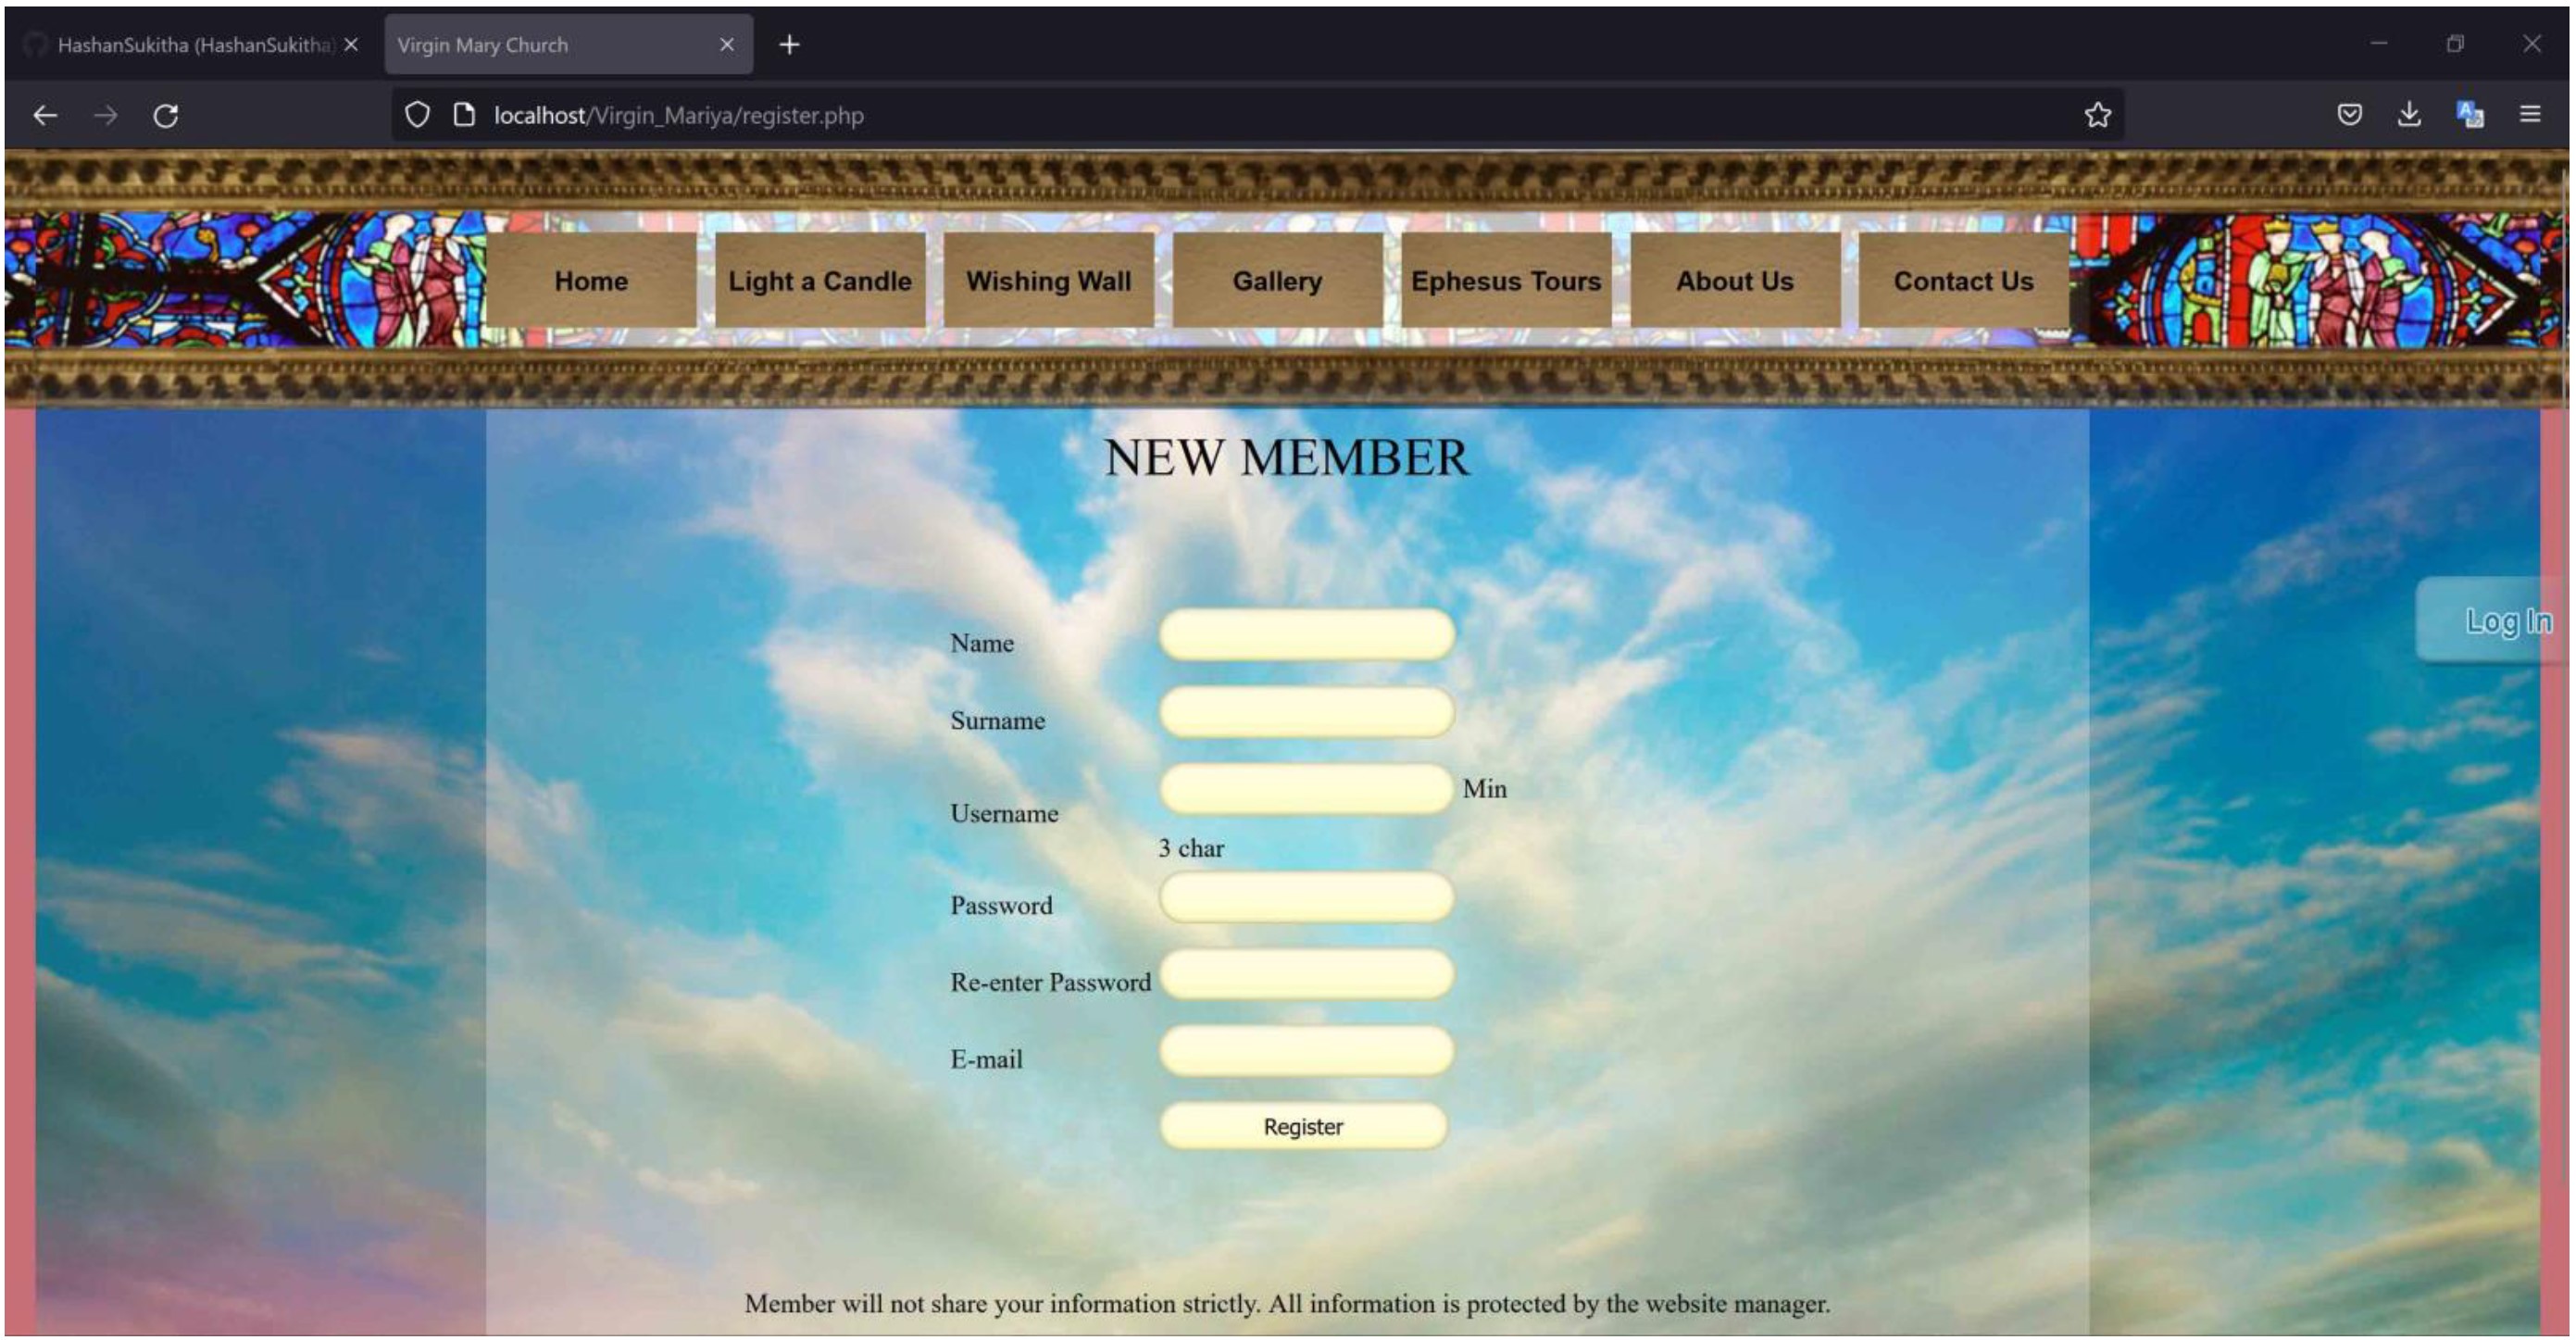 HashanSukitha (HashanSukitha)
Virgin Mary Church
localhost/Virgin_Mariya/register.php
Home
Light a Candle
Wishing Wall
Gallery
Ephesus Tours
About Us
Contact Us
NEW MEMBER
Log In
Name
Surname
Username
Min
3 char
Password
Re-enter Password
E-mail
Register
Member will not share your information strictly. All information is protected by the website manager.